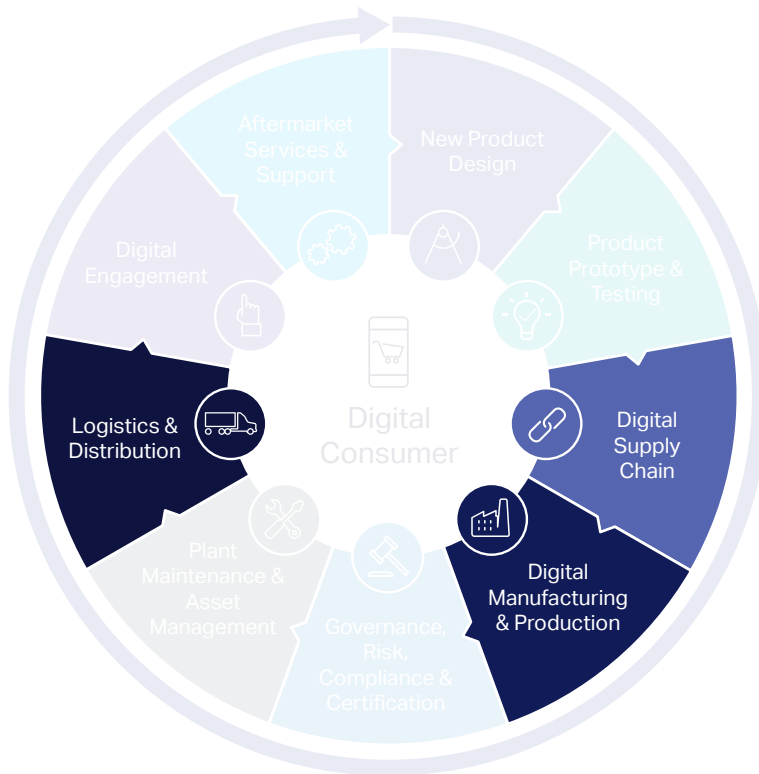 Aftermarket
Services &
Support
New Product
Design
Product
Prototype &
Testing
Digital
Supply
Chain
Digital
Manufacturing
& Production
Governance,
Risk,
Compliance &
Certification
Plant
Maintenance &
Asset
Management
Logistics &
Distribution
Digital
Engagement
Digital
Consumer